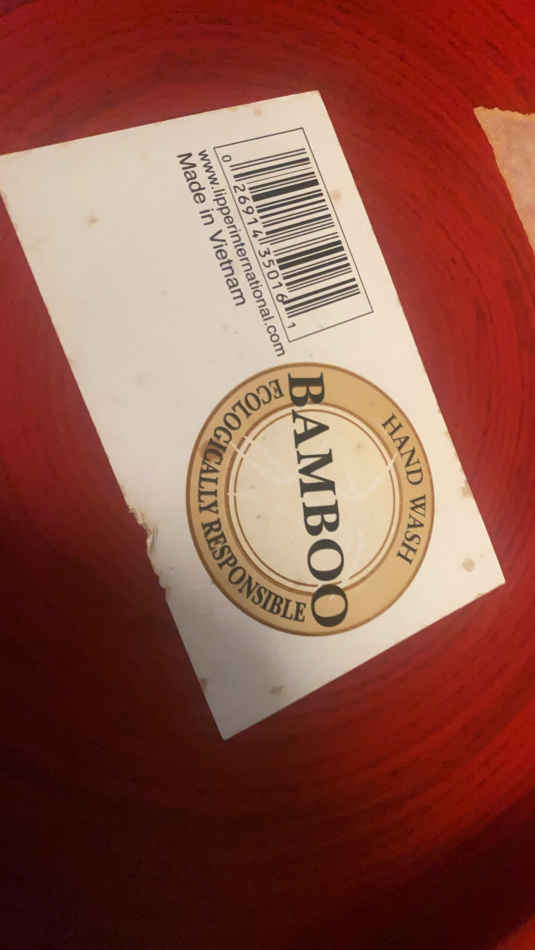 HAND WASH
BAMBOO
ECOLOGICALLY RESPONSIBLE
0 26914 35016 1
www.lipperinternational.com
Made in Vietnam